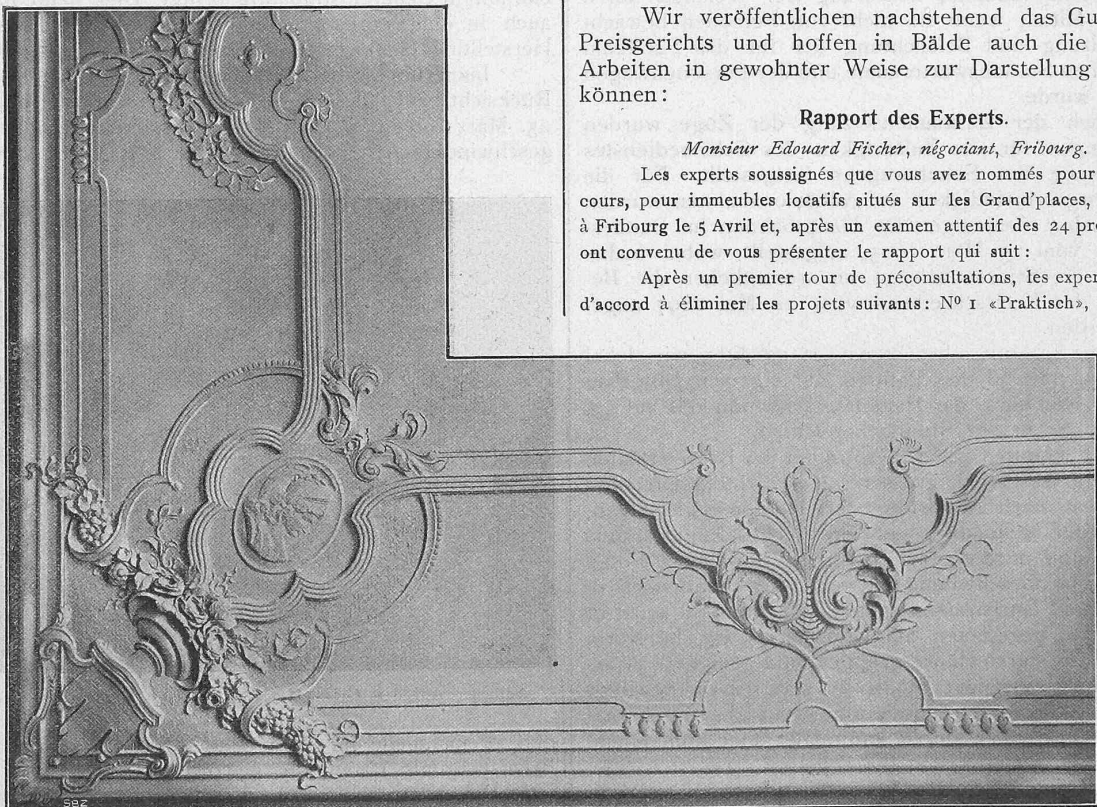 Wir veröffentlichen nachstehend das Gu
Preisgerichts und hoffen in Bälde auch die
Arbeiten in gewohnter Weise zur Darstellung
können:
Rapport des Experts.
Monsieur Edouard Fischer, négociant, Fribourg.
Les experts soussignés que vous avez nommés pour
cours, pour immeubles locatifs situés sur les Grand'places,
à Fribourg le 5 Avril et, après un examen attentif des 24 pro
ont convenu de vous présenter le rapport qui suit:
Après un premier tour de préconsultations, les exper
d'accord à éliminer les projets suivants: Nº 1 «Praktisch»,
SBZ